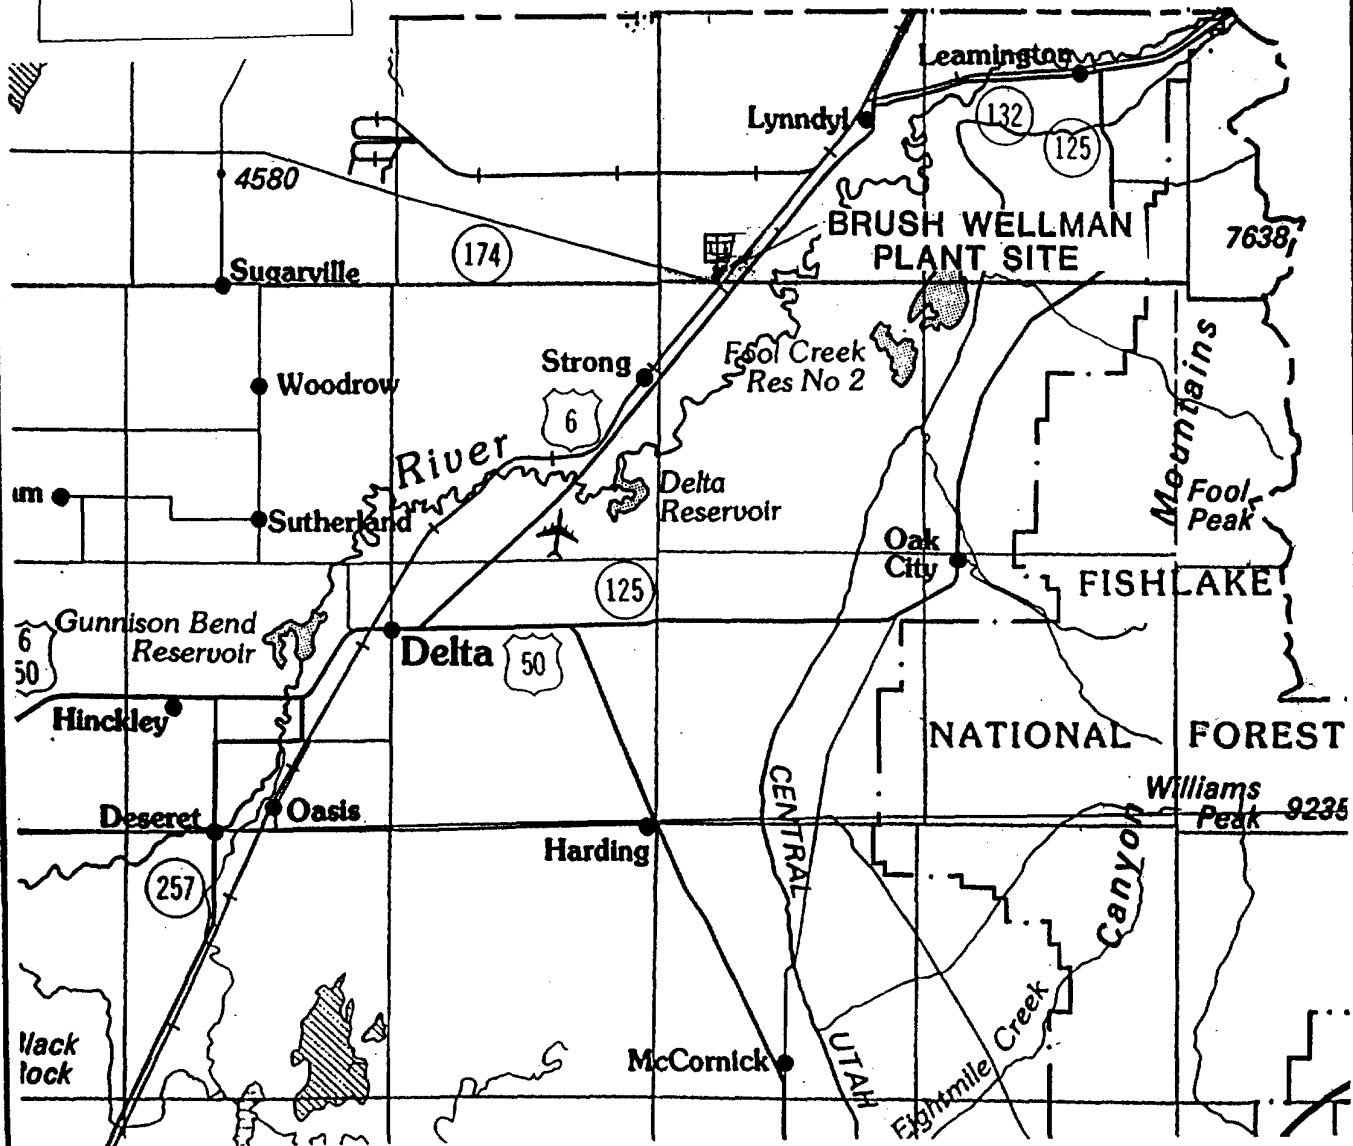 Leamington
Lynndyl
132
125
4580
BRUSH WELLMAN
PLANT SITE
7638
174
Sugarville
Strong
Fool Creek
Res No 2
Woodrow
6
Mountains
River
Delta
Reservoir
Fool
Peak
Sutherland
Oak
City
125
FISHLAKE
Gunnison Bend
Reservoir
6
50
Delta
50
Hinckley
NATIONAL FOREST
CENTRAL
Williams
Peak 9235
Deseret
Oasis
Harding
Canyon
257
Eightmile Creek
McCornick
UTAH